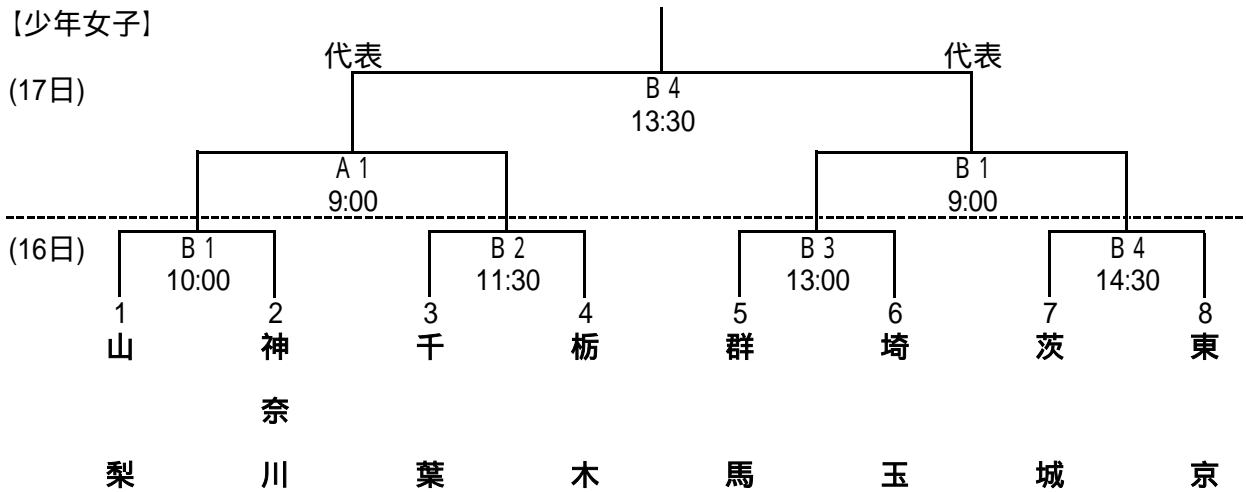 【少年女子】
代表 代表
(17日)
B 4
13:30
A 1 B 1
9:00 9:00
(16日)
B 1 B 2 B 3 B 4
10:00 11:30 13:00 14:30
1 2 3 4 5 6 7 8
山梨 神奈川 千葉 栃木 群馬 埼玉 茨城 東京